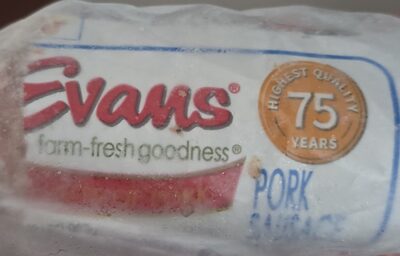 Evans®
farm-fresh goodness®
HIGHEST QUALITY
75
YEARS
PORK
SAUSAGE